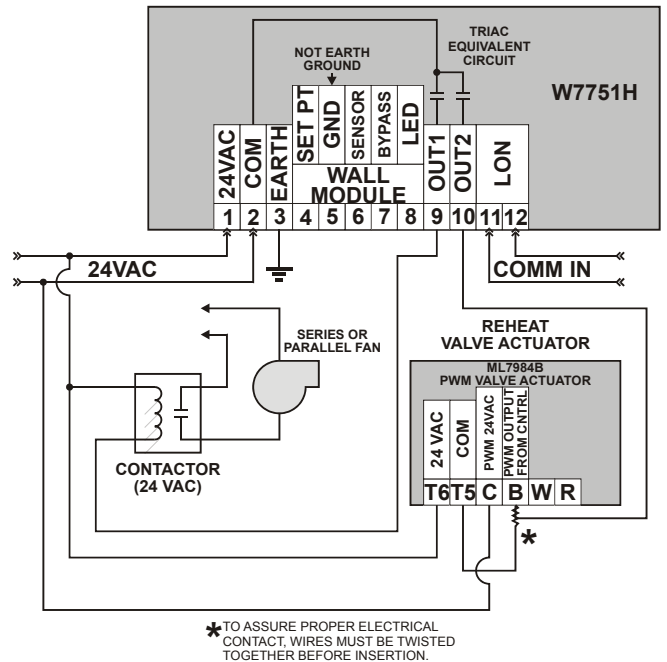 TRIAC
EQUIVALENT
CIRCUIT
NOT EARTH
GROUND
W7751H
24VAC
COM
EARTH
SET PT
GND
SENSOR
BYPASS
LED
OUT1
OUT2
LON
WALL
MODULE
1 2 3 4 5 6 7 8 9 10 11 12
24VAC
COMM IN
SERIES OR
PARALLEL FAN
REHEAT
VALVE ACTUATOR
ML7984B
PWM VALVE ACTUATOR
24 VAC
COM
PWM 24VAC
PWM OUTPUT
FROM CNTRL
T6 T5 C B W R
CONTACTOR
(24 VAC)
*
* TO ASSURE PROPER ELECTRICAL
CONTACT, WIRES MUST BE TWISTED
TOGETHER BEFORE INSERTION.